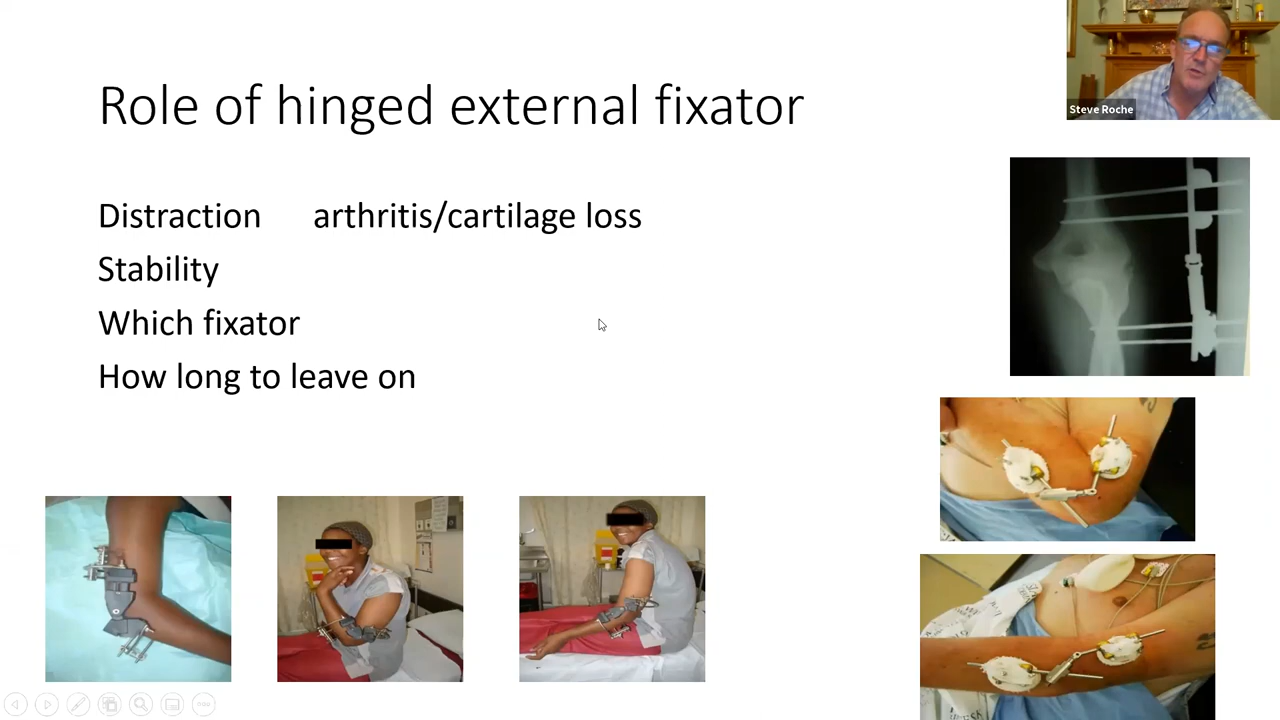 Role of hinged external fixator
Steve Roche
Distraction arthritis/cartilage loss
Stability
Which fixator
How long to leave on